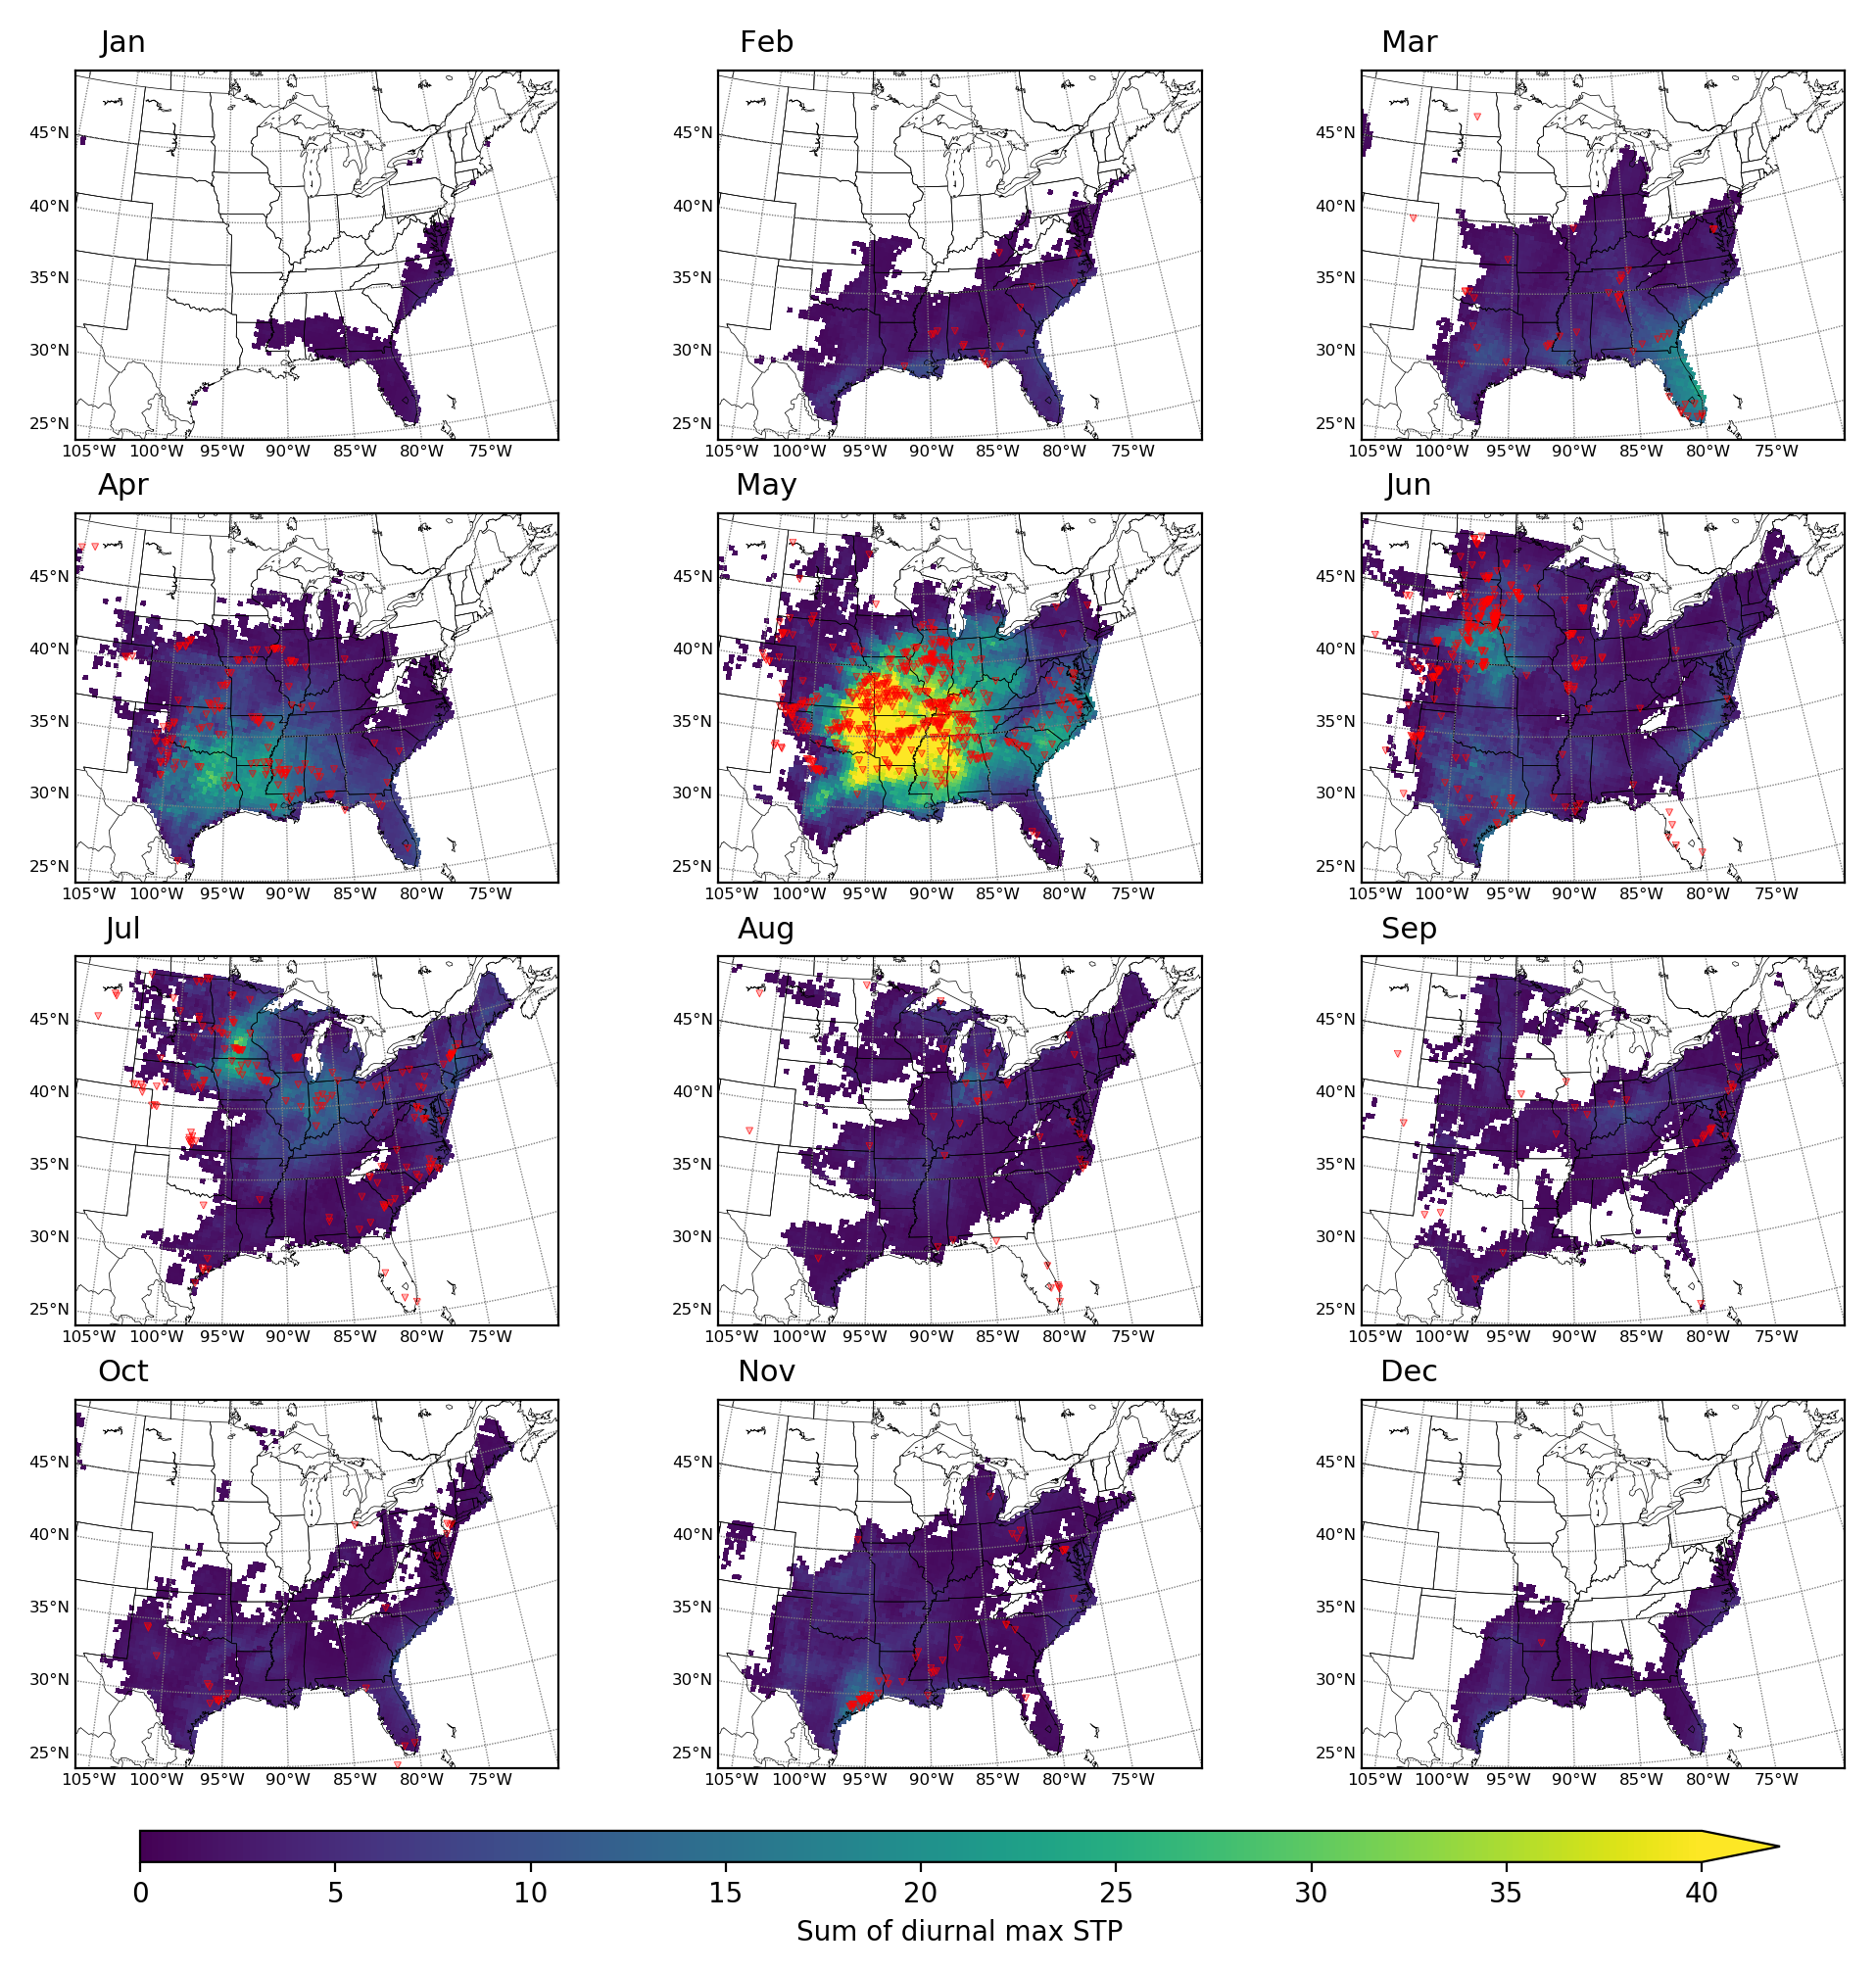 Jan Feb Mar
45°N 45°N 45°N
40°N 40°N 40°N
35°N 35°N 35°N
30°N 30°N 30°N
25°N 25°N 25°N
105°W 100°W 95°W 90°W 85°W 80°W 75°W 105°W 100°W 95°W 90°W 85°W 80°W 75°W 105°W 100°W 95°W 90°W 85°W 80°W 75°W
Apr May Jun
45°N 45°N 45°N
40°N 40°N 40°N
35°N 35°N 35°N
30°N 30°N 30°N
25°N 25°N 25°N
105°W 100°W 95°W 90°W 85°W 80°W 75°W 105°W 100°W 95°W 90°W 85°W 80°W 75°W 105°W 100°W 95°W 90°W 85°W 80°W 75°W
Jul Aug Sep
45°N 45°N 45°N
40°N 40°N 40°N
35°N 35°N 35°N
30°N 30°N 30°N
25°N 25°N 25°N
105°W 100°W 95°W 90°W 85°W 80°W 75°W 105°W 100°W 95°W 90°W 85°W 80°W 75°W 105°W 100°W 95°W 90°W 85°W 80°W 75°W
Oct Nov Dec
45°N 45°N 45°N
40°N 40°N 40°N
35°N 35°N 35°N
30°N 30°N 30°N
25°N 25°N 25°N
105°W 100°W 95°W 90°W 85°W 80°W 75°W 105°W 100°W 95°W 90°W 85°W 80°W 75°W 105°W 100°W 95°W 90°W 85°W 80°W 75°W
0 5 10 15 20 25 30 35 40
Sum of diurnal max STP